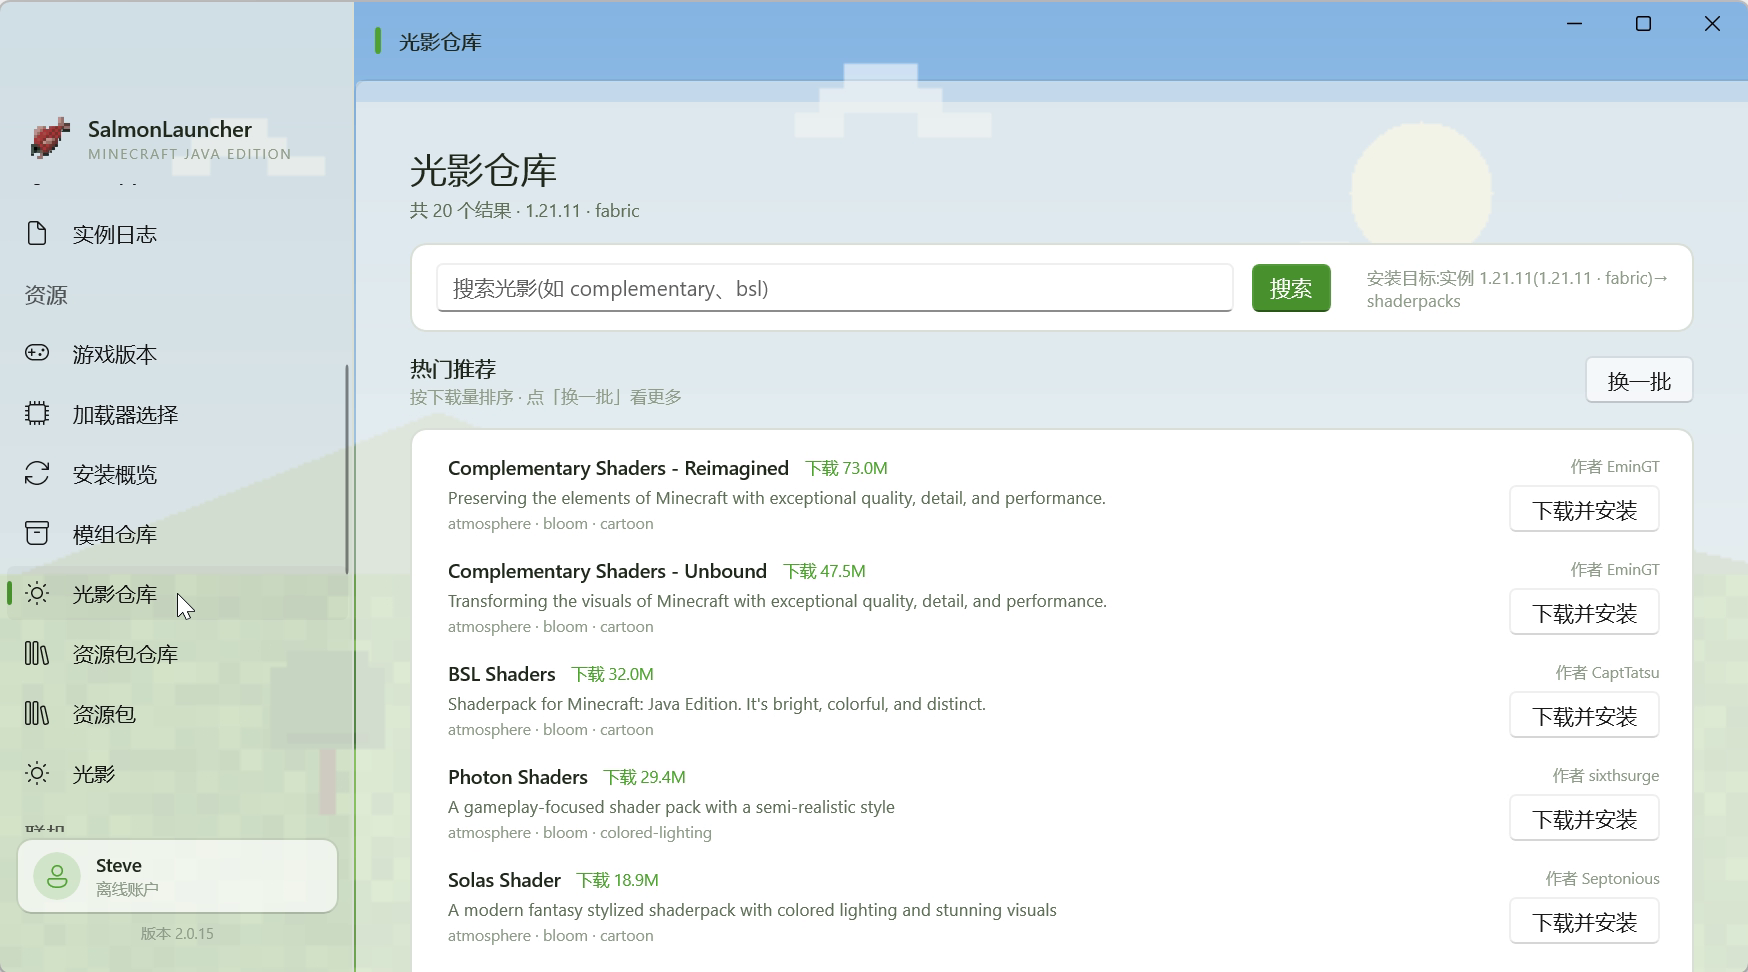 光影仓库
SalmonLauncher
MINECRAFT JAVA EDITION
实例日志
资源
游戏版本
加载器选择
安装概览
模组仓库
光影仓库
资源包仓库
资源包
光影
Steve
离线账户
版本 2.0.15
光影仓库
共 20 个结果 · 1.21.11 · fabric
搜索光影(如 complementary、bsl)
搜索
安装目标:实例 1.21.11(1.21.11 · fabric)→
shaderpacks
热门推荐
按下载量排序 · 点「换一批」看更多
换一批
Complementary Shaders - Reimagined 下载 73.0M
作者 EminGT
Preserving the elements of Minecraft with exceptional quality, detail, and performance.
atmosphere · bloom · cartoon
下载并安装
Complementary Shaders - Unbound 下载 47.5M
作者 EminGT
Transforming the visuals of Minecraft with exceptional quality, detail, and performance.
atmosphere · bloom · cartoon
下载并安装
BSL Shaders 下载 32.0M
作者 CaptTatsu
Shaderpack for Minecraft: Java Edition. It's bright, colorful, and distinct.
atmosphere · bloom · cartoon
下载并安装
Photon Shaders 下载 29.4M
作者 sixthsurge
A gameplay-focused shader pack with a semi-realistic style
atmosphere · bloom · colored-lighting
下载并安装
Solas Shader 下载 18.9M
作者 Septonious
A modern fantasy stylized shaderpack with colored lighting and stunning visuals
atmosphere · bloom · cartoon
下载并安装